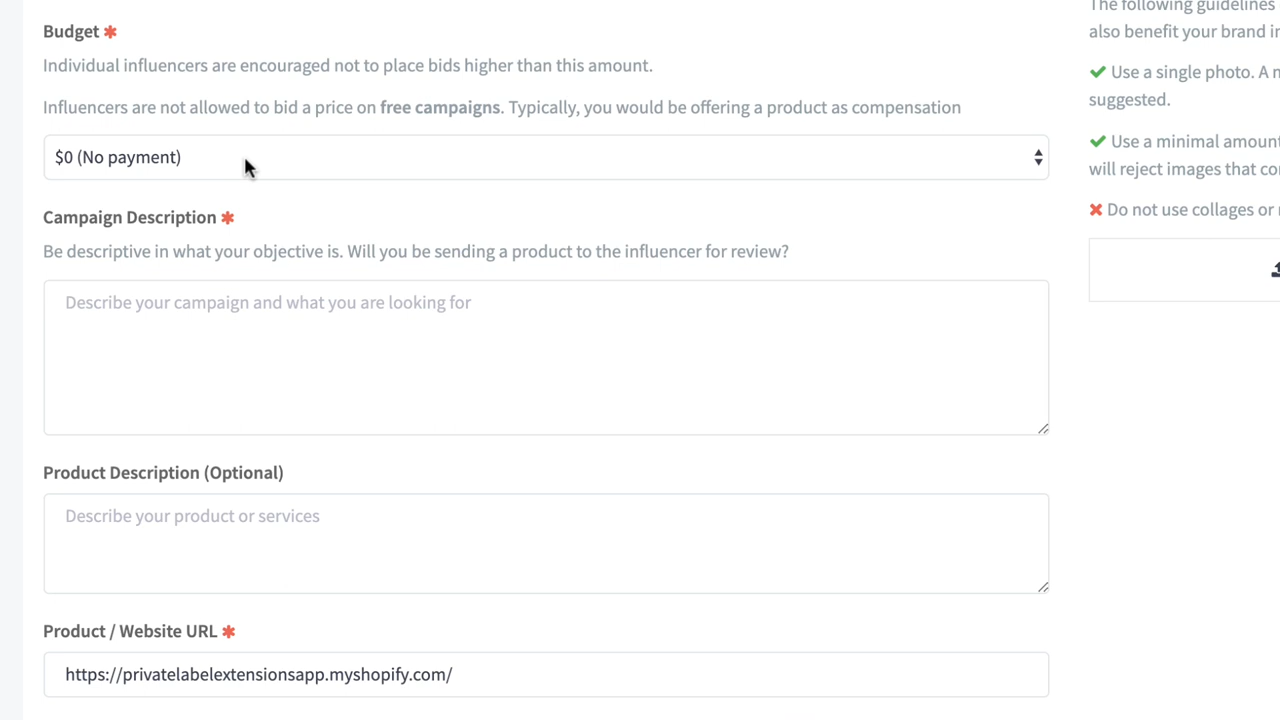 Budget *
Individual influencers are encouraged not to place bids higher than this amount.
Influencers are not allowed to bid a price on free campaigns. Typically, you would be offering a product as compensation
$0 (No payment)
Campaign Description *
Be descriptive in what your objective is. Will you be sending a product to the influencer for review?
Describe your campaign and what you are looking for
Product Description (Optional)
Describe your product or services
Product / Website URL *
https://privatelabelextensionsapp.myshopify.com/
The following guidelines
also benefit your brand in
Use a single photo. A
suggested.
Use a minimal amount
will reject images that
Do not use collages or